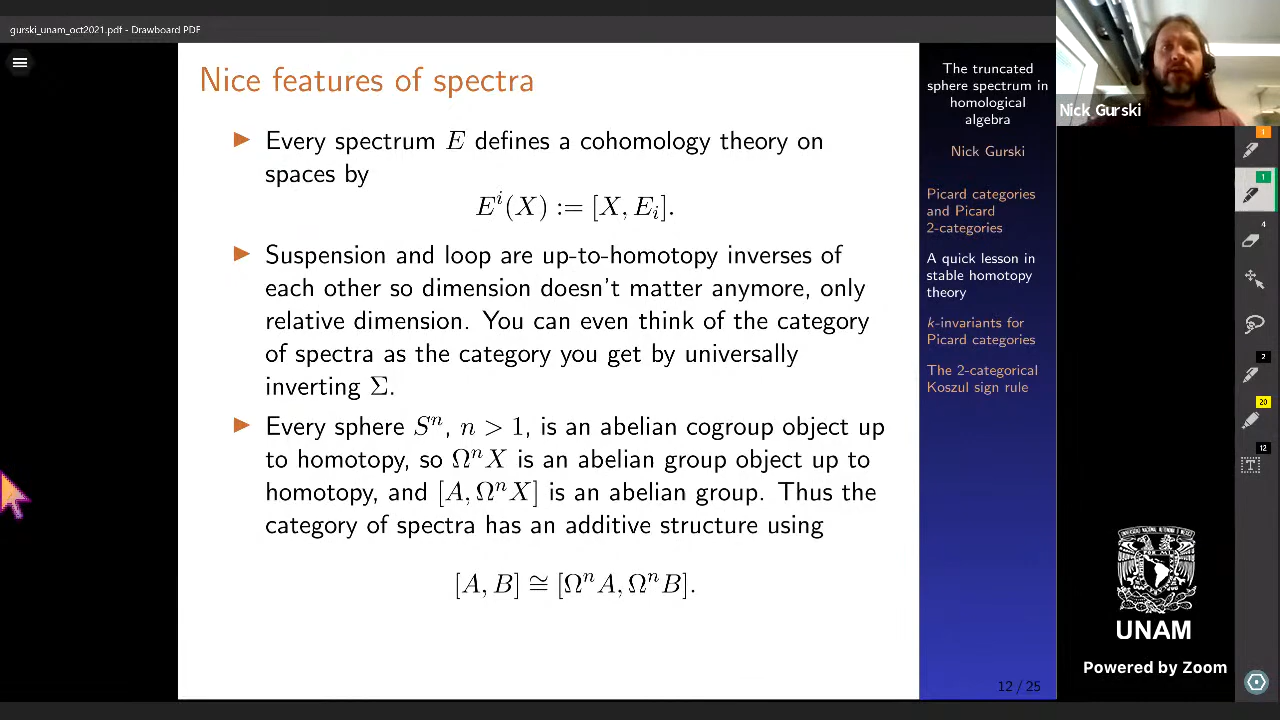 gurski_unam_oct2021.pdf - Drawboard PDF
Nice features of spectra
▶ Every spectrum E defines a cohomology theory on
spaces by
E^i(X) := [X, E_i].
▶ Suspension and loop are up-to-homotopy inverses of
each other so dimension doesn't matter anymore, only
relative dimension. You can even think of the category
of spectra as the category you get by universally
inverting Σ.
▶ Every sphere S^n, n > 1, is an abelian cogroup object up
to homotopy, so Ω^n X is an abelian group object up to
homotopy, and [A, Ω^n X] is an abelian group. Thus the
category of spectra has an additive structure using
[A, B] ≅ [Ω^n A, Ω^n B].
The truncated
sphere spectrum in
homological
algebra
Nick Gurski
Picard categories
and Picard
2-categories
A quick lesson in
stable homotopy
theory
k-invariants for
Picard categories
The 2-categorical
Koszul sign rule
12 / 25
Nick Gurski
1
1
4
2
20
12
T
UNAM
Powered by Zoom